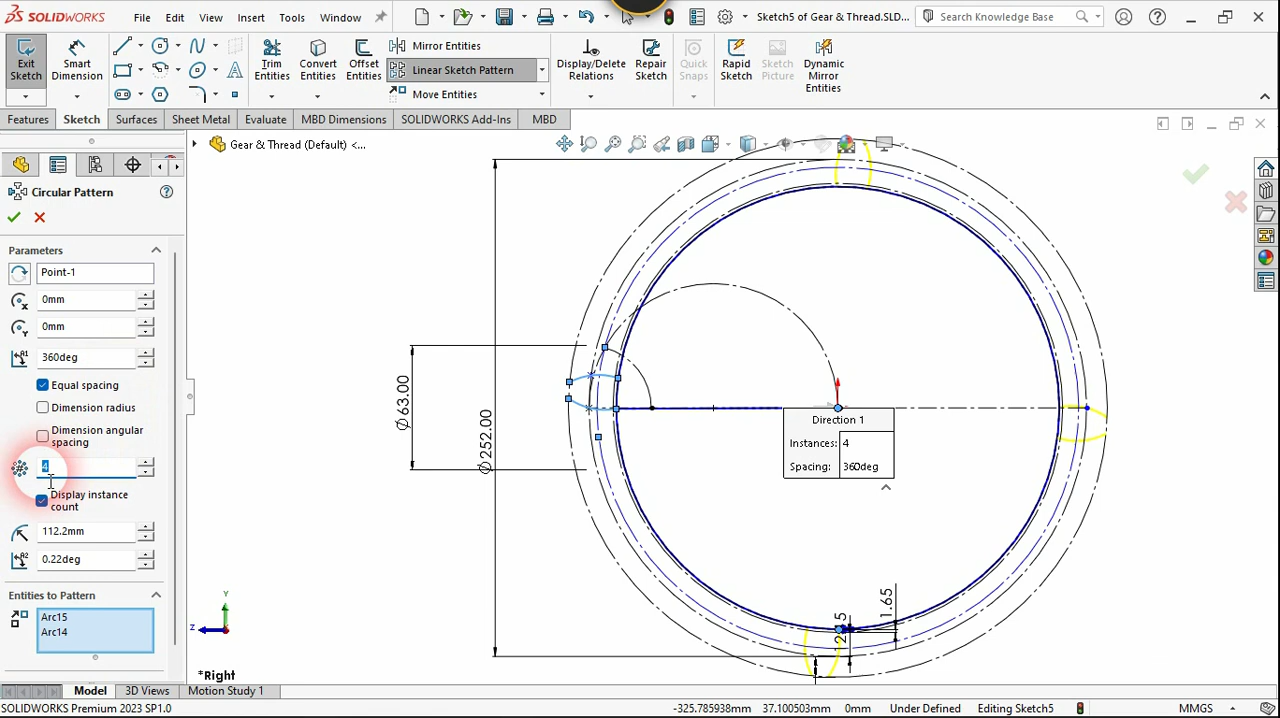 SOLIDWORKS
File
Edit
View
Insert
Tools
Window
Sketch5 of Gear & Thread.SLD...
Search Knowledge Base
Exit
Sketch
Smart
Dimension
Trim
Entities
Convert
Entities
Offset
Entities
Mirror Entities
Linear Sketch Pattern
Move Entities
Display/Delete
Relations
Repair
Sketch
Quick
Snaps
Sketch
Picture
Rapid
Sketch
Dynamic
Mirror
Entities
Features
Sketch
Surfaces
Sheet Metal
Evaluate
MBD Dimensions
SOLIDWORKS Add-Ins
MBD
Gear & Thread (Default) <...
Circular Pattern
Parameters
Point-1
0mm
0mm
360deg
Equal spacing
Dimension radius
Dimension angular
spacing
4
Display instance
count
112.2mm
0.22deg
Entities to Pattern
Arc15
Arc14
Ø63.00
Ø252.00
1.65
Direction 1
Instances: 4
Spacing: 360deg
Y
Z
*Right
Model
3D Views
Motion Study 1
SOLIDWORKS Premium 2023 SP1.0
-325.785938mm
37.100503mm
0mm
Under Defined
Editing Sketch5
MMGS